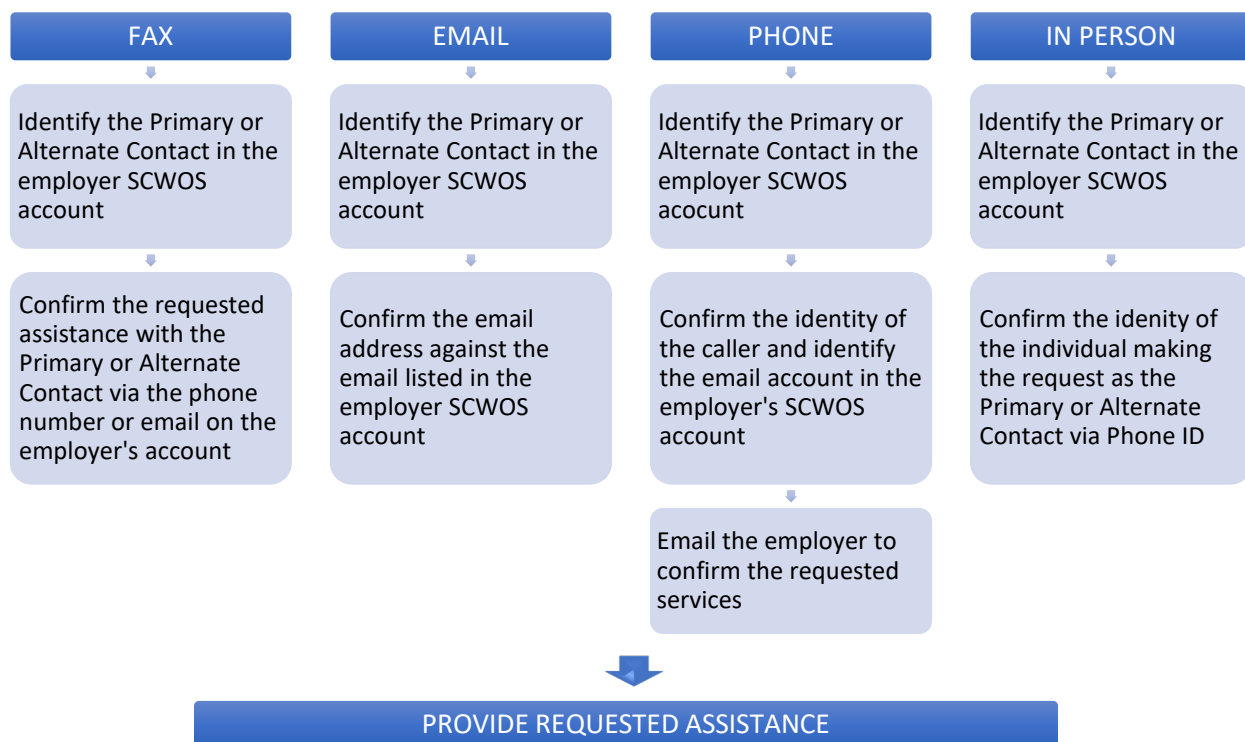 FAX
Identify the Primary or
Alternate Contact in the
employer SCWOS
account
Confirm the requested
assistance with the
Primary or Alternate
Contact via the phone
number or email on the
employer's account
EMAIL
Identify the Primary or
Alternate Contact in the
employer SCWOS
account
Confirm the email
address against the
email listed in the
employer SCWOS
account
PHONE
Identify the Primary or
Alternate Contact in the
employer SCWOS
acocunt
Confirm the identity of
the caller and identify
the email account in the
employer's SCWOS
account
Email the employer to
confirm the requested
services
IN PERSON
Identify the Primary or
Alternate Contact in the
employer SCWOS
account
Confirm the idenity of
the individual making
the request as the
Primary or Alternate
Contact via Phone ID
PROVIDE REQUESTED ASSISTANCE